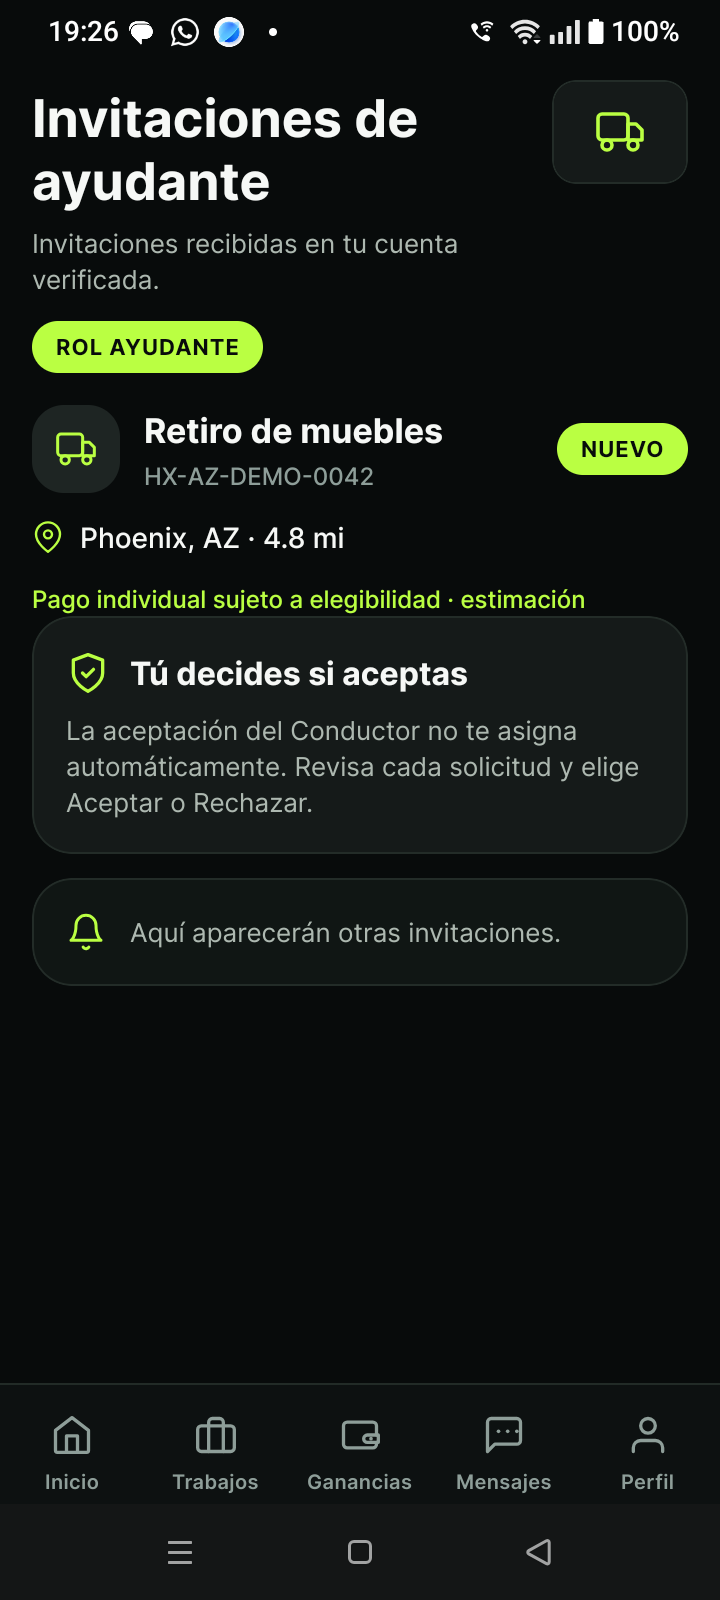 19:26
100%
Invitaciones de
ayudante
Invitaciones recibidas en tu cuenta
verificada.
ROL AYUDANTE
Retiro de muebles
NUEVO
HX-AZ-DEMO-0042
Phoenix, AZ · 4.8 mi
Pago individual sujeto a elegibilidad · estimación
Tú decides si aceptas
La aceptación del Conductor no te asigna
automáticamente. Revisa cada solicitud y elige
Aceptar o Rechazar.
Aquí aparecerán otras invitaciones.
Inicio
Trabajos
Ganancias
Mensajes
Perfil